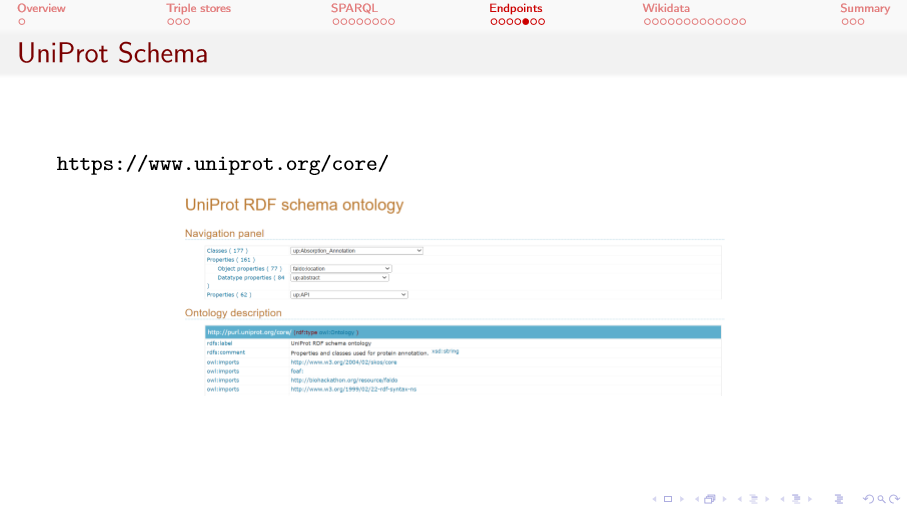 Overview Triple stores SPARQL Endpoints Wikidata Summary
UniProt Schema
https://www.uniprot.org/core/
UniProt RDF schema ontology
Navigation panel
Classes ( 177 ) up:Absorption_Annotation
Properties ( 161 )
Object properties ( 77 ) faldo:location
Datatype properties ( 84 up:abstract
)
Properties ( 62 ) up:API
Ontology description
http://purl.uniprot.org/core/ (rdf:type owl:Ontology )
rdfs:label UniProt RDF schema ontology
rdfs:comment Properties and classes used for protein annotation. xsd:string
owl:imports http://www.w3.org/2004/02/skos/core
owl:imports foaf:
owl:imports http://biohackathon.org/resource/faldo
owl:imports http://www.w3.org/1999/02/22-rdf-syntax-ns